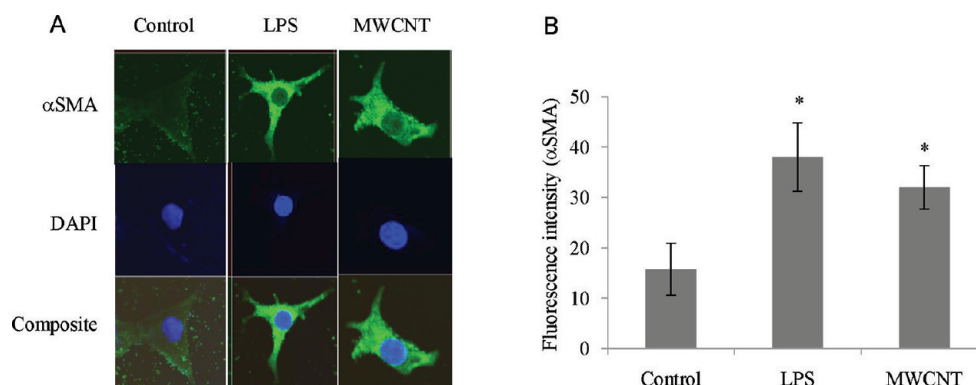 A
Control LPS MWCNT
αSMA
DAPI
Composite
B
Fluorescence intensity (αSMA)
50
40
30
20
10
0
* *
Control LPS MWCNT